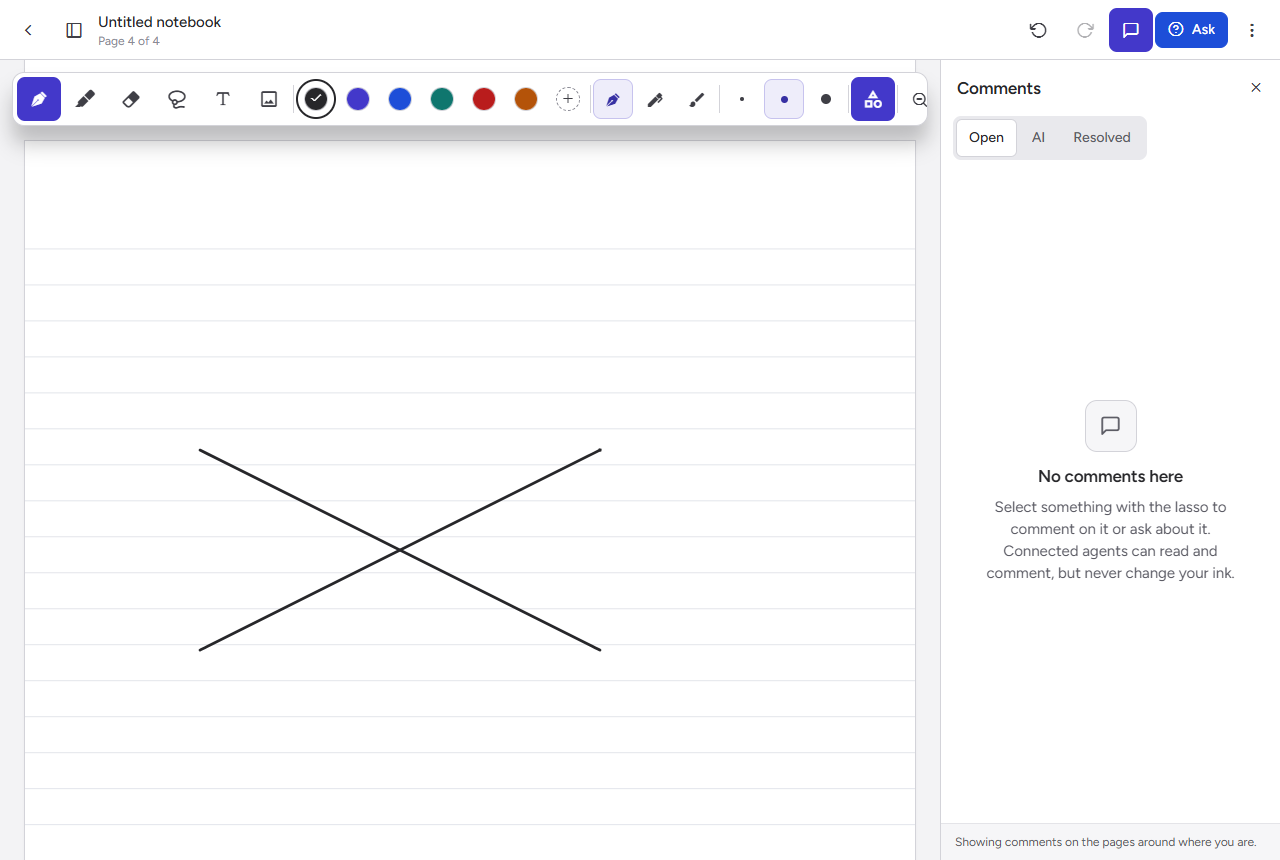 Untitled notebook
Page 4 of 4
Ask
Comments
Open
AI
Resolved
No comments here
Select something with the lasso to
comment on it or ask about it.
Connected agents can read and
comment, but never change your ink.
Showing comments on the pages around where you are.